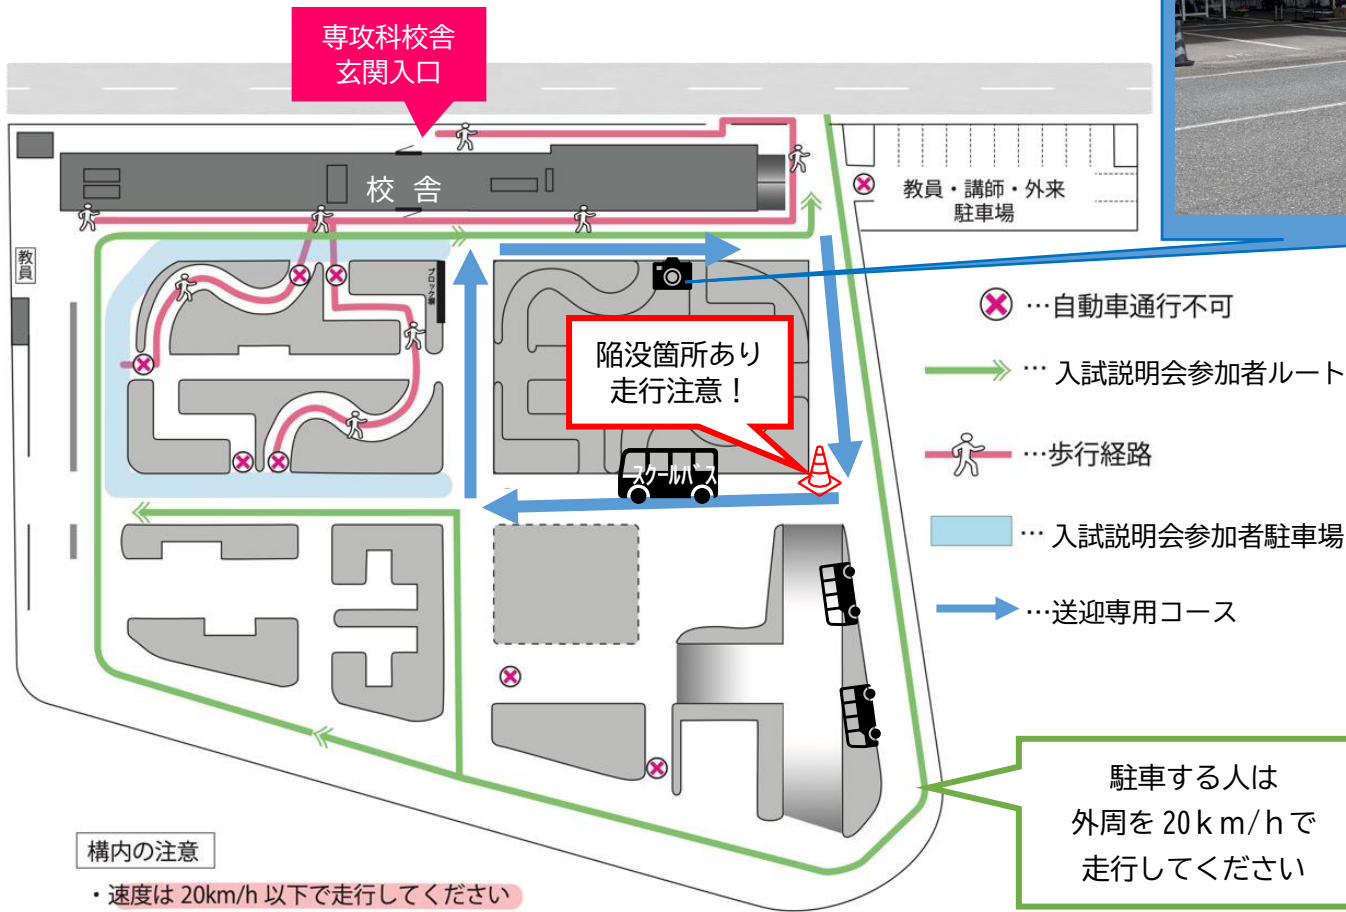 専攻科校舎
玄関入口
校 舎
教員・講師・外来
駐車場
教員
ブロック塀
陥没箇所あり
走行注意！
スクールバス
…自動車通行不可
… 入試説明会参加者ルート
…歩行経路
… 入試説明会参加者駐車場
…送迎専用コース
駐車する人は
外周を 20ｋｍ/ｈで
走行してください
構内の注意
・速度は 20km/h 以下で走行してください